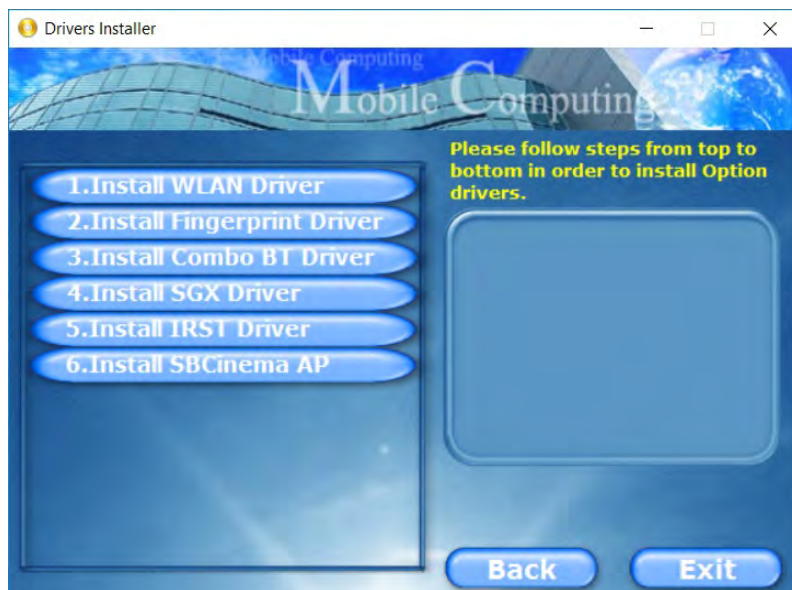 Drivers Installer
Mobile Computing
Mobile Computing
1.Install WLAN Driver
2.Install Fingerprint Driver
3.Install Combo BT Driver
4.Install SGX Driver
5.Install IRST Driver
6.Install SBCinema AP
Please follow steps from top to
bottom in order to install Option
drivers.
Back
Exit